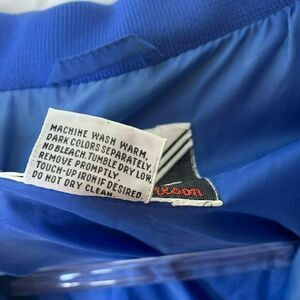 MACHINE WASH WARM,
DARK COLORS SEPARATELY.
NO BLEACH. TUMBLE DRY LOW.
REMOVE PROMPTLY.
TOUCH-UP IRON IF DESIRED.
DO NOT DRY CLEAN.